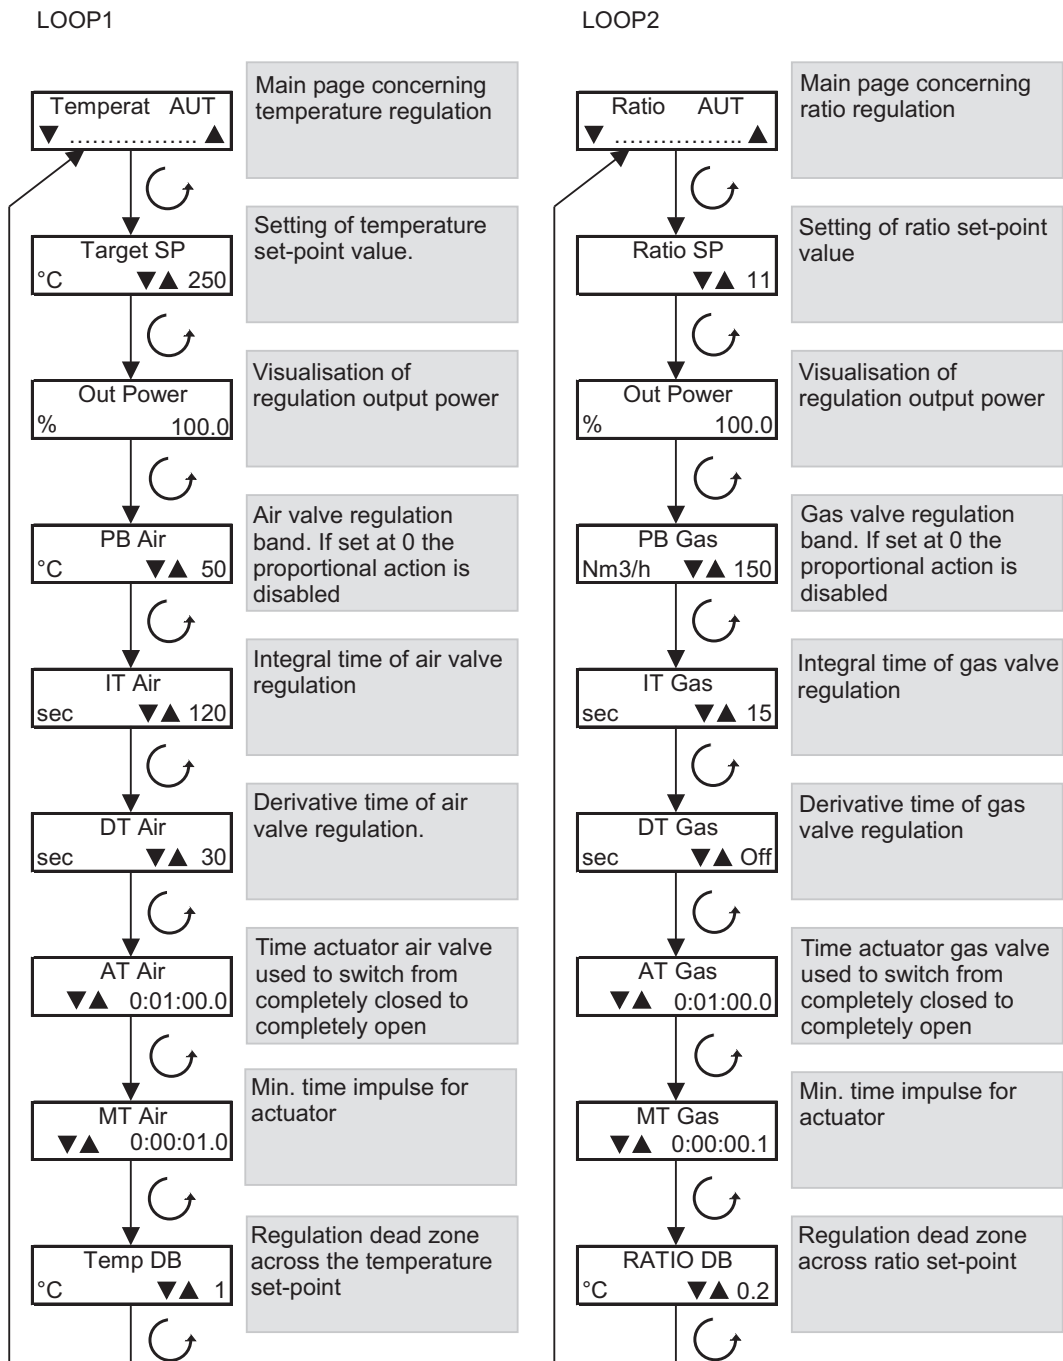 LOOP1
Temperat AUT
▼ ................. ▲
Main page concerning
temperature regulation
Target SP
°C ▼▲ 250
Setting of temperature
set-point value.
Out Power
% 100.0
Visualisation of
regulation output power
PB Air
°C ▼▲ 50
Air valve regulation
band. If set at 0 the
proportional action is
disabled
IT Air
sec ▼▲ 120
Integral time of air valve
regulation
DT Air
sec ▼▲ 30
Derivative time of air
valve regulation.
AT Air
▼▲ 0:01:00.0
Time actuator air valve
used to switch from
completely closed to
completely open
MT Air
▼▲ 0:00:01.0
Min. time impulse for
actuator
Temp DB
°C ▼▲ 1
Regulation dead zone
across the temperature
set-point
LOOP2
Ratio AUT
▼ ................. ▲
Main page concerning
ratio regulation
Ratio SP
▼▲ 11
Setting of ratio set-point
value
Out Power
% 100.0
Visualisation of
regulation output power
PB Gas
Nm3/h ▼▲ 150
Gas valve regulation
band. If set at 0 the
proportional action is
disabled
IT Gas
sec ▼▲ 15
Integral time of gas valve
regulation
DT Gas
sec ▼▲ Off
Derivative time of gas
valve regulation
AT Gas
▼▲ 0:01:00.0
Time actuator gas valve
used to switch from
completely closed to
completely open
MT Gas
▼▲ 0:00:00.1
Min. time impulse for
actuator
RATIO DB
°C ▼▲ 0.2
Regulation dead zone
across ratio set-point